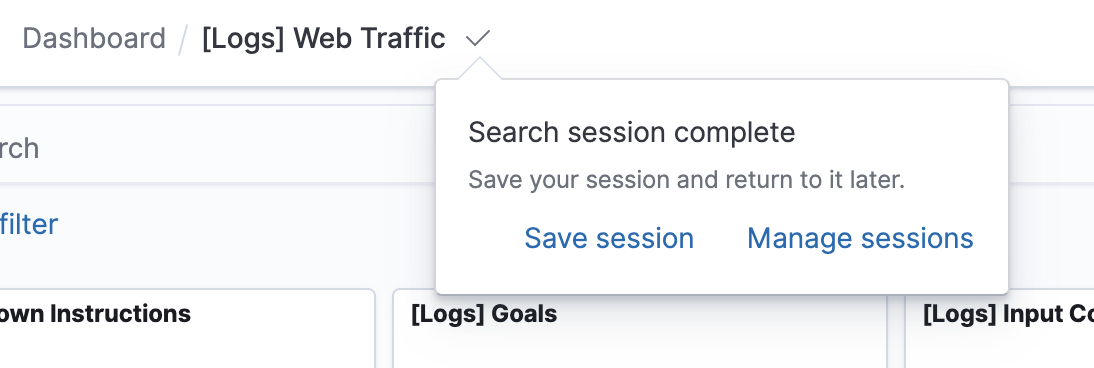 Dashboard / [Logs] Web Traffic
Search session complete
rch
Save your session and return to it later.
filter
Save session Manage sessions
own Instructions
[Logs] Goals
[Logs] Input Co